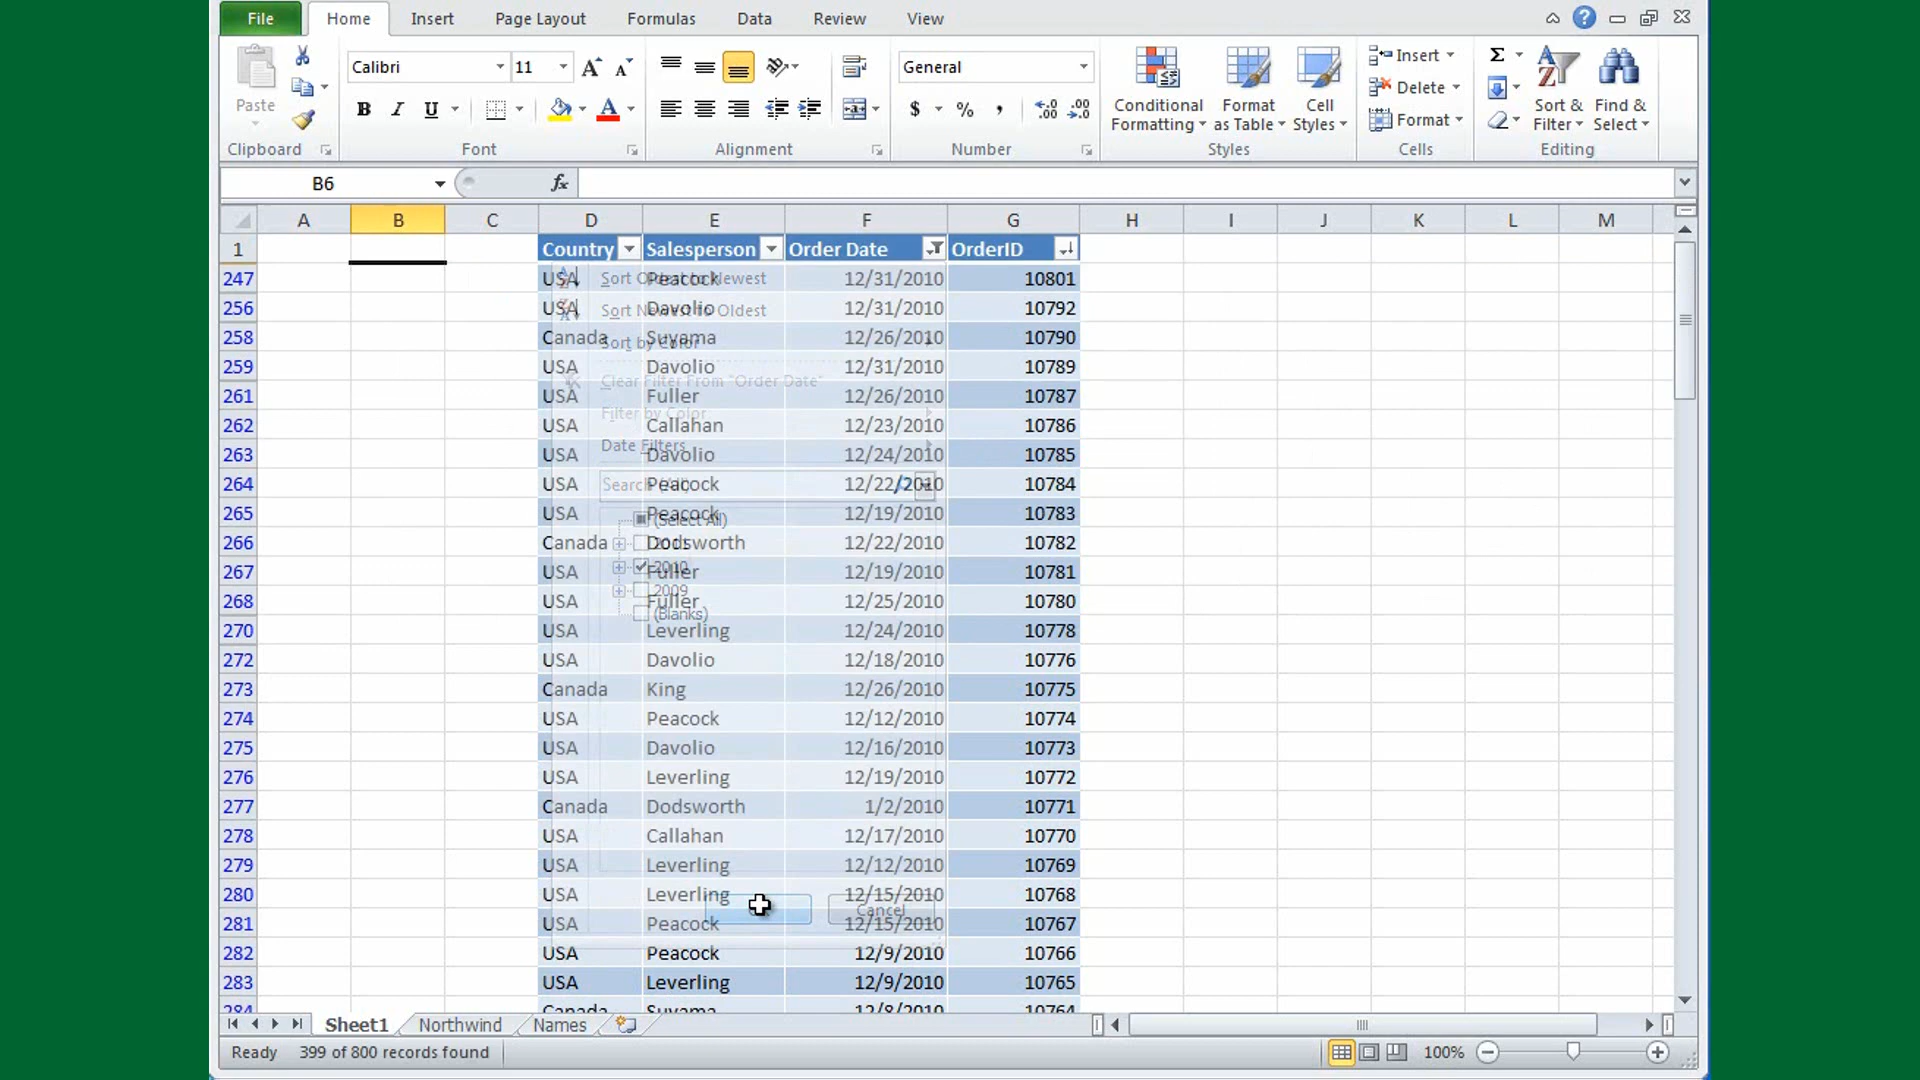 File Home Insert Page Layout Formulas Data Review View
Calibri 11 General Insert
Paste Conditional Format Cell Delete Sort & Find &
Formatting as Table Styles Format Filter Select
Clipboard Font Alignment Number Styles Cells Editing
B6 fx
A B C D E F G H I J K L M
1 Country Salesperson Order Date OrderID
247 USA Peacock 12/31/2010 10801
Sort Oldest to Newest
256 USA Davolio 12/31/2010 10792
Sort Newest to Oldest
258 Canada Suyama 12/26/2010 10790
Sort by Color
259 USA Davolio 12/31/2010 10789
Clear Filter From "Order Date"
261 USA Fuller 12/26/2010 10787
Filter by Color
262 USA Callahan 12/23/2010 10786
Date Filters
263 USA Davolio 12/24/2010 10785
264 USA Peacock 12/22/2010 10784
Search (All)
265 USA Peacock 12/19/2010 10783
(Select All)
266 Canada Dodsworth 12/22/2010 10782
2011
267 USA Fuller 12/19/2010 10781
2010
268 USA Fuller 12/25/2010 10780
2009
(Blanks)
270 USA Leverling 12/24/2010 10778
272 USA Davolio 12/18/2010 10776
273 Canada King 12/26/2010 10775
274 USA Peacock 12/12/2010 10774
275 USA Davolio 12/16/2010 10773
276 USA Leverling 12/19/2010 10772
277 Canada Dodsworth 1/2/2010 10771
278 USA Callahan 12/17/2010 10770
279 USA Leverling 12/12/2010 10769
280 USA Leverling 12/15/2010 10768
Cancel
281 USA Peacock 12/15/2010 10767
282 USA Peacock 12/9/2010 10766
283 USA Leverling 12/9/2010 10765
284 Canada Suyama 12/8/2010 10764
Sheet1 Northwind Names
Ready 399 of 800 records found 100%